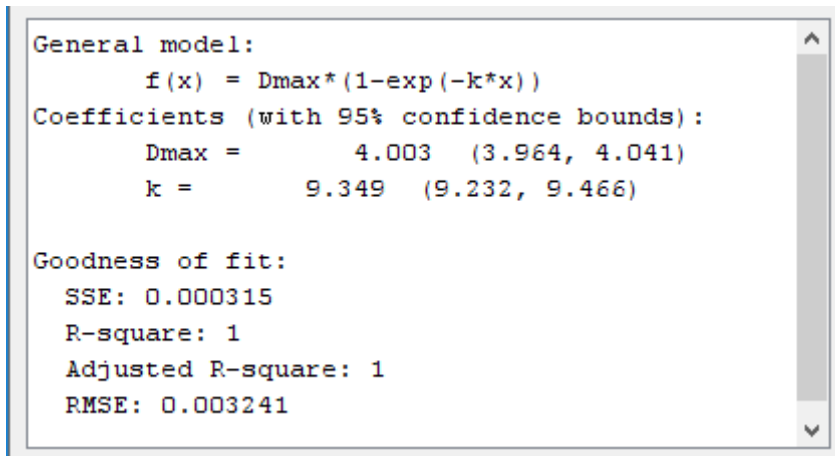 General model:
f(x) = Dmax*(1-exp(-k*x))
Coefficients (with 95% confidence bounds):
Dmax = 4.003 (3.964, 4.041)
k = 9.349 (9.232, 9.466)
Goodness of fit:
SSE: 0.000315
R-square: 1
Adjusted R-square: 1
RMSE: 0.003241